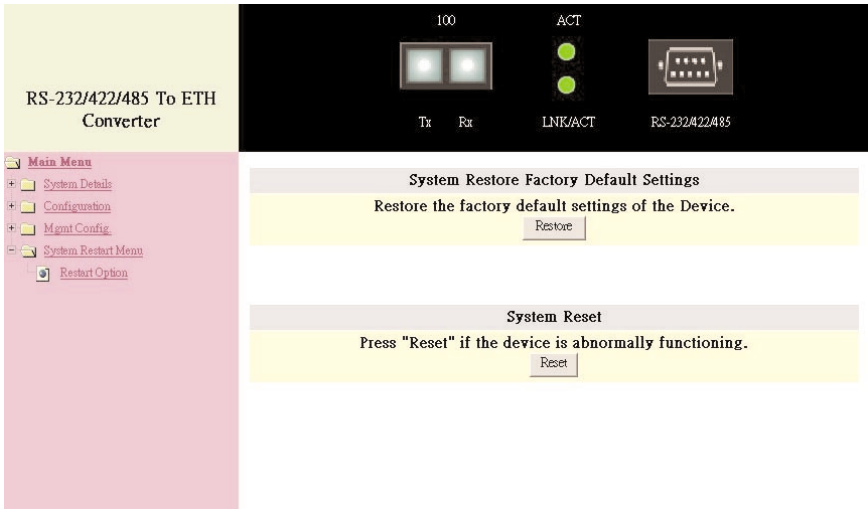 RS-232/422/485 To ETH
Converter
100
ACT
Tx
Rx
LNK/ACT
RS-232/422/485
Main Menu
System Details
Configuration
Mgmt Config.
System Restart Menu
Restart Option
System Restore Factory Default Settings
Restore the factory default settings of the Device.
Restore
System Reset
Press "Reset" if the device is abnormally functioning.
Reset